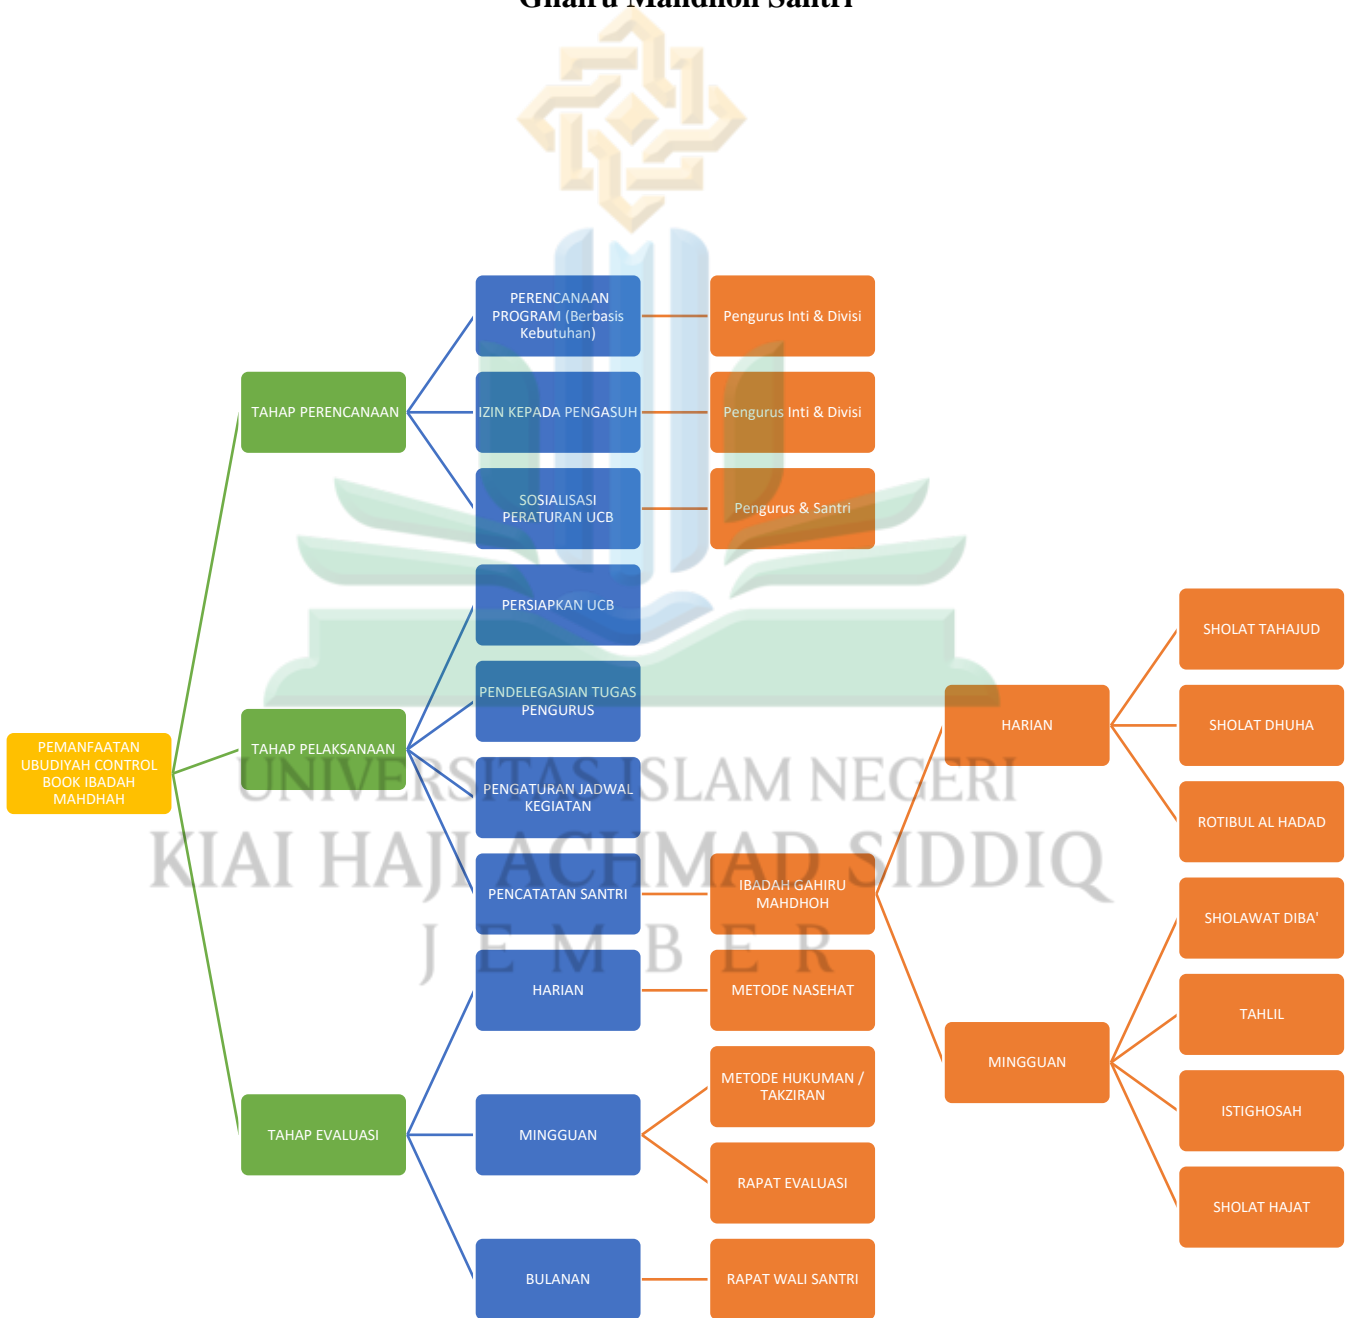 Ghairu Mahdhoh Santri
PEMANFAATAN
UBUDIYAH CONTROL
BOOK IBADAH
MAHDHAH
TAHAP PERENCANAAN
PERENCANAAN
PROGRAM (Berbasis
Kebutuhan)
Pengurus Inti & Divisi
IZIN KEPADA PENGASUH
Pengurus Inti & Divisi
SOSIALISASI
PERATURAN UCB
Pengurus & Santri
TAHAP PELAKSANAAN
PERSIAPKAN UCB
PENDELEGASIAN TUGAS
PENGURUS
PENGATURAN JADWAL
KEGIATAN
PENCATATAN SANTRI
IBADAH GAHIRU
MAHDHOH
HARIAN
SHOLAT TAHAJUD
SHOLAT DHUHA
ROTIBUL AL HADAD
MINGGUAN
SHOLAWAT DIBA'
TAHLIL
ISTIGHOSAH
SHOLAT HAJAT
TAHAP EVALUASI
HARIAN
METODE NASEHAT
MINGGUAN
METODE HUKUMAN /
TAKZIRAN
RAPAT EVALUASI
BULANAN
RAPAT WALI SANTRI
UNIVERSITAS ISLAM NEGERI
KIAI HAJI ACHMAD SIDDIQ
JEMBER